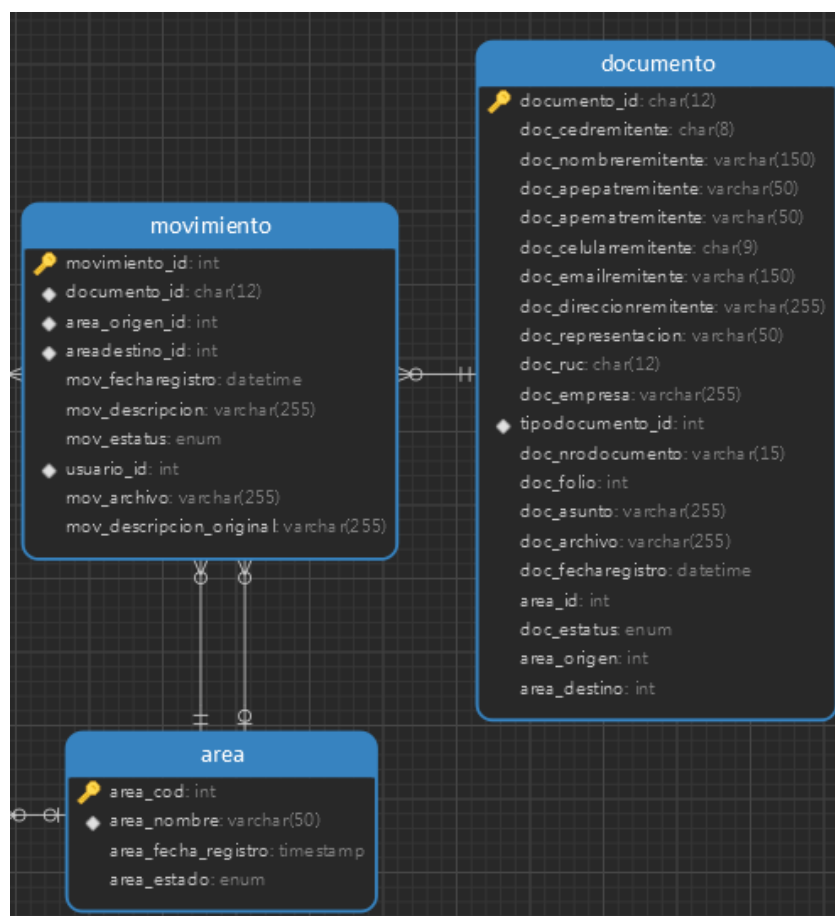 movimiento
movimiento_id: int
documento_id: char(12)
area_origen_id: int
areadestino_id: int
mov_fecharegistro: datetime
mov_descripcion: varchar(255)
mov_estatus: enum
usuario_id: int
mov_archivo: varchar(255)
mov_descripcion_original: varchar(255)
documento
documento_id: char(12)
doc_cedremitente: char(8)
doc_nombreremitente: varchar(150)
doc_apepatremitente: varchar(50)
doc_apematremitente: varchar(50)
doc_celularremitente: char(9)
doc_emailremitente: varchar(150)
doc_direccionremitente: varchar(255)
doc_representacion: varchar(50)
doc_ruc: char(12)
doc_empresa: varchar(255)
tipodocumento_id: int
doc_nrodocumento: varchar(15)
doc_folio: int
doc_asunto: varchar(255)
doc_archivo: varchar(255)
doc_fecharegistro: datetime
area_id: int
doc_estatus: enum
area_origen: int
area_destino: int
area
area_cod: int
area_nombre: varchar(50)
area_fecha_registro: timestamp
area_estado: enum